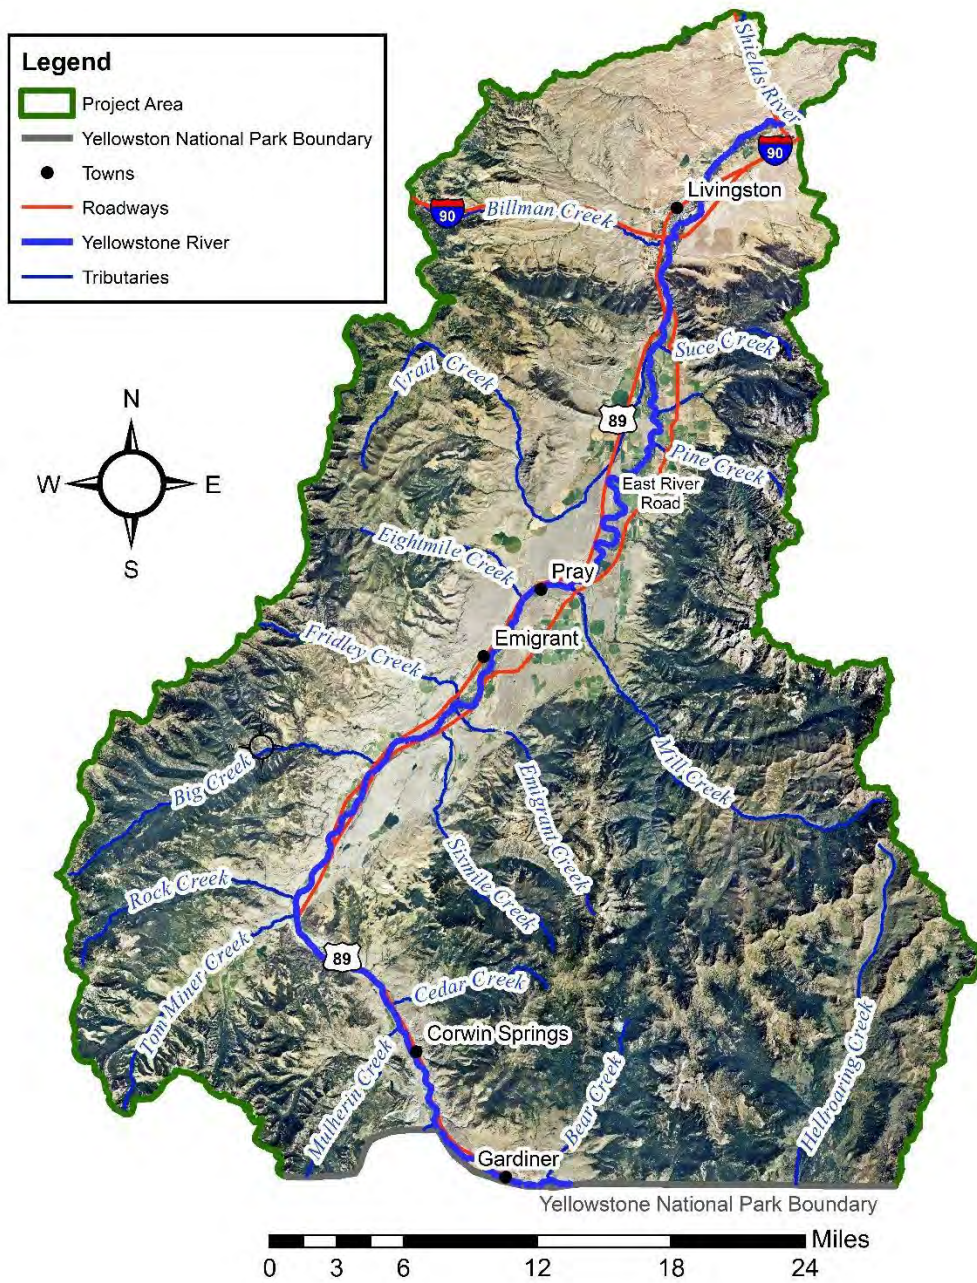 Legend
Project Area
Yellowston National Park Boundary
Towns
Roadways
Yellowstone River
Tributaries
Shields River
90
Livingston
90
Billman Creek
Suce Creek
Trail Creek
89
N
W
E
S
Pine Creek
East River
Road
Eightmile Creek
Pray
Emigrant
Fridley Creek
Mill Creek
Big Creek
Emigrant Creek
Sixmile Creek
Rock Creek
Tom Miner Creek
89
Cedar Creek
Corwin Springs
Mulherin Creek
Bear Creek
Hellroaring Creek
Gardiner
Yellowstone National Park Boundary
Miles
0 3 6 12 18 24